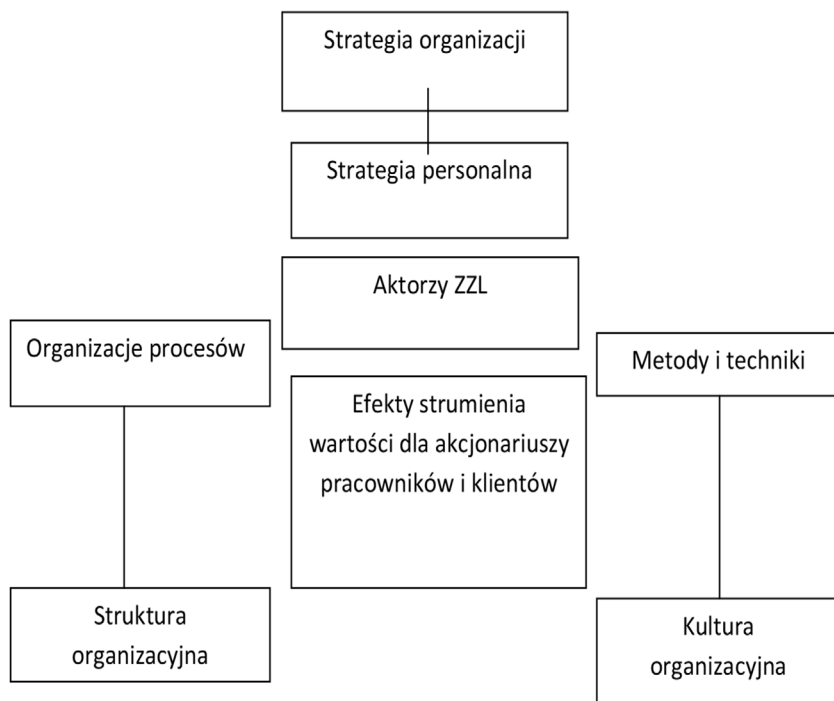 Strategia organizacji
Strategia personalna
Aktorzy ZZL
Organizacje procesów
Metody i techniki
Efekty strumienia
wartości dla akcjonariuszy
pracowników i klientów
Struktura
organizacyjna
Kultura
organizacyjna